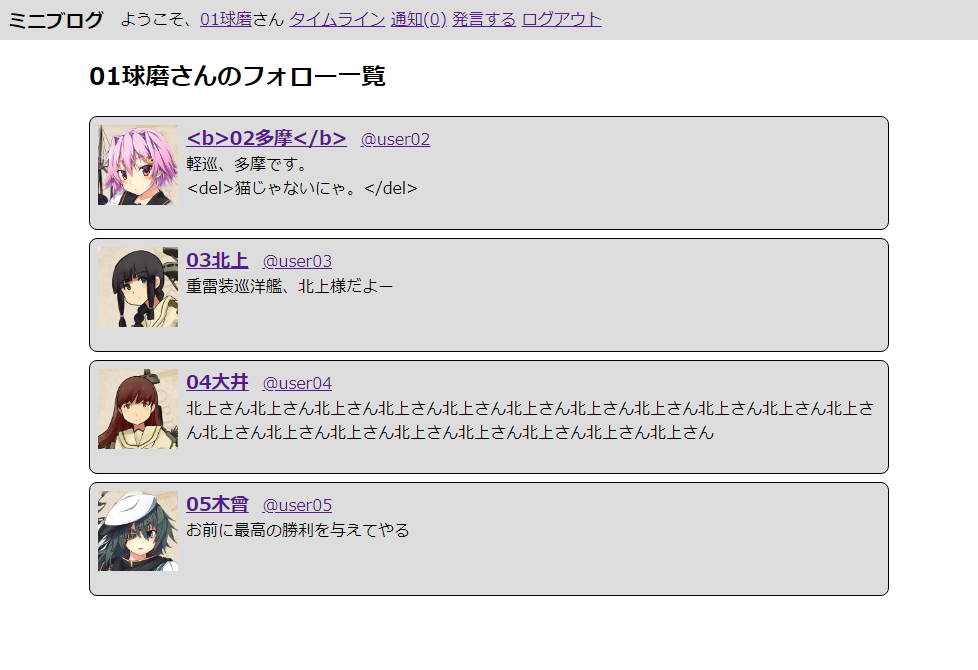 ミニブログ ようこそ、01球磨さん タイムライン 通知(0) 発言する ログアウト
01球磨さんのフォロー一覧
<b>02多摩</b> @user02
軽巡、多摩です。
<del>猫じゃないにゃ。</del>
03北上 @user03
重雷装巡洋艦、北上様だよー
04大井 @user04
北上さん北上さん北上さん北上さん北上さん北上さん北上さん北上さん北上さん北上さん北上さ
ん北上さん北上さん北上さん北上さん北上さん北上さん北上さん北上さん
05木曾 @user05
お前に最高の勝利を与えてやる